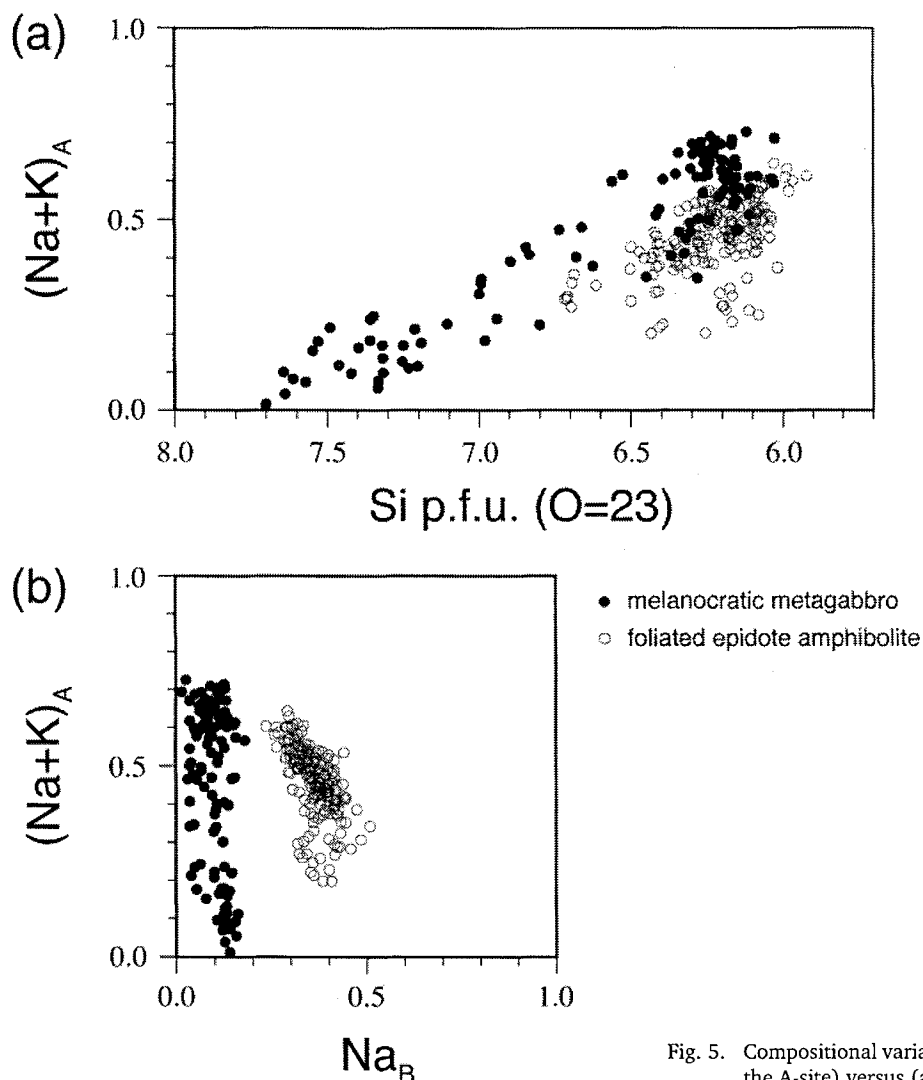 (a)
1.0
0.5
0.0
(Na+K)A
8.0 7.5 7.0 6.5 6.0
Si p.f.u. (O=23)
(b)
1.0
0.5
0.0
(Na+K)A
0.0 0.5 1.0
NaB
melanocratic metagabbro
foliated epidote amphibolite
Fig. 5. Compositional varia
the A-site) versus (a